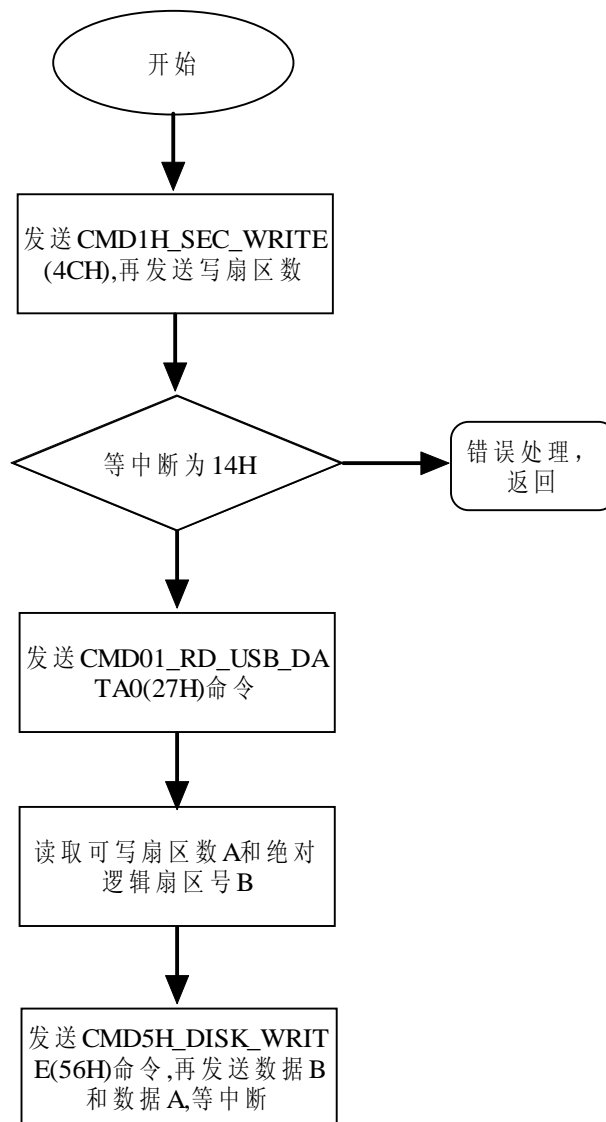 开始
发送CMD1H_SEC_WRITE
(4CH),再发送写扇区数
等中断为14H
错误处理，
返回
发送CMD01_RD_USB_DA
TA0(27H)命令
读取可写扇区数A和绝对
逻辑扇区号B
发送CMD5H_DISK_WRIT
E(56H)命令,再发送数据B
和数据A,等中断